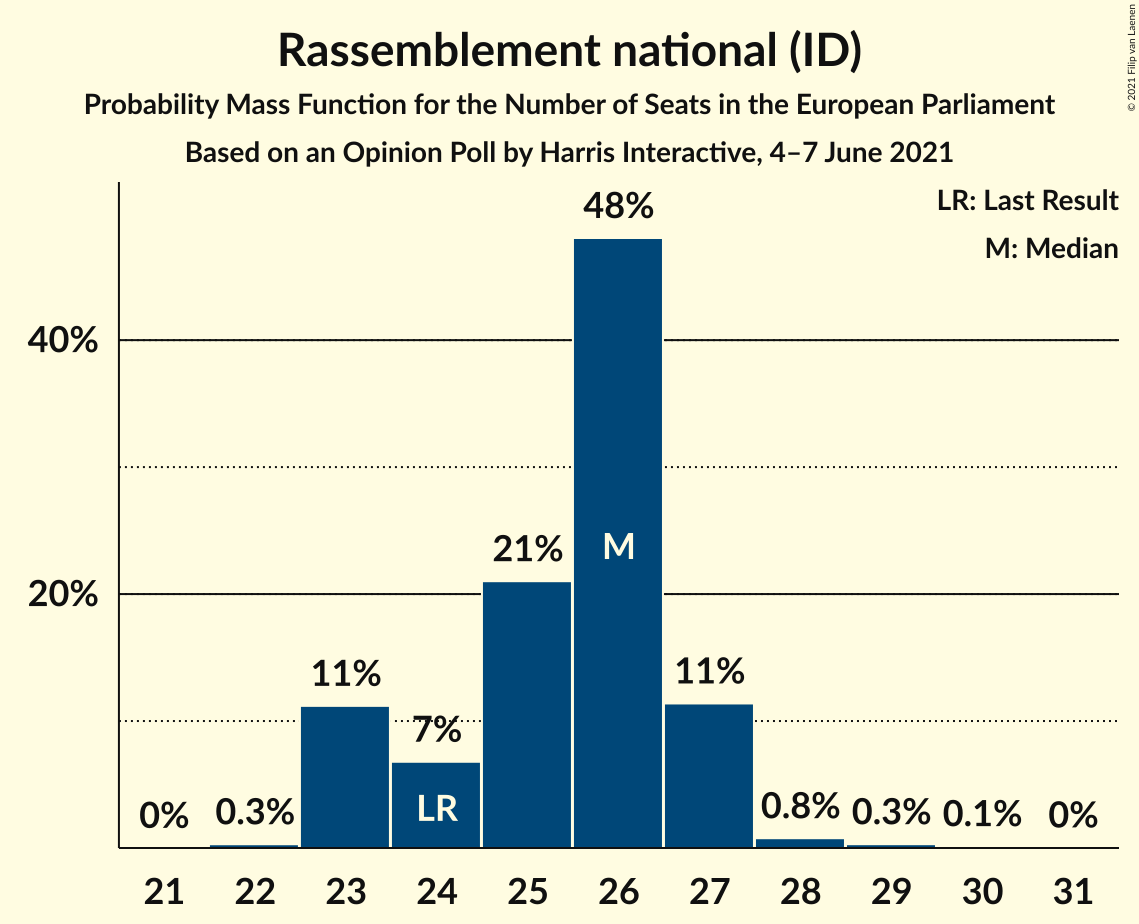 Rassemblement national (ID)
Probability Mass Function for the Number of Seats in the European Parliament
Based on an Opinion Poll by Harris Interactive, 4–7 June 2021
© 2021 Filip van Laenen
LR: Last Result
M: Median
48%
40%
21%
M
20%
11%
7%
11%
LR
0%
0.3%
0.8%
0.3%
0.1%
0%
21 22 23 24 25 26 27 28 29 30 31